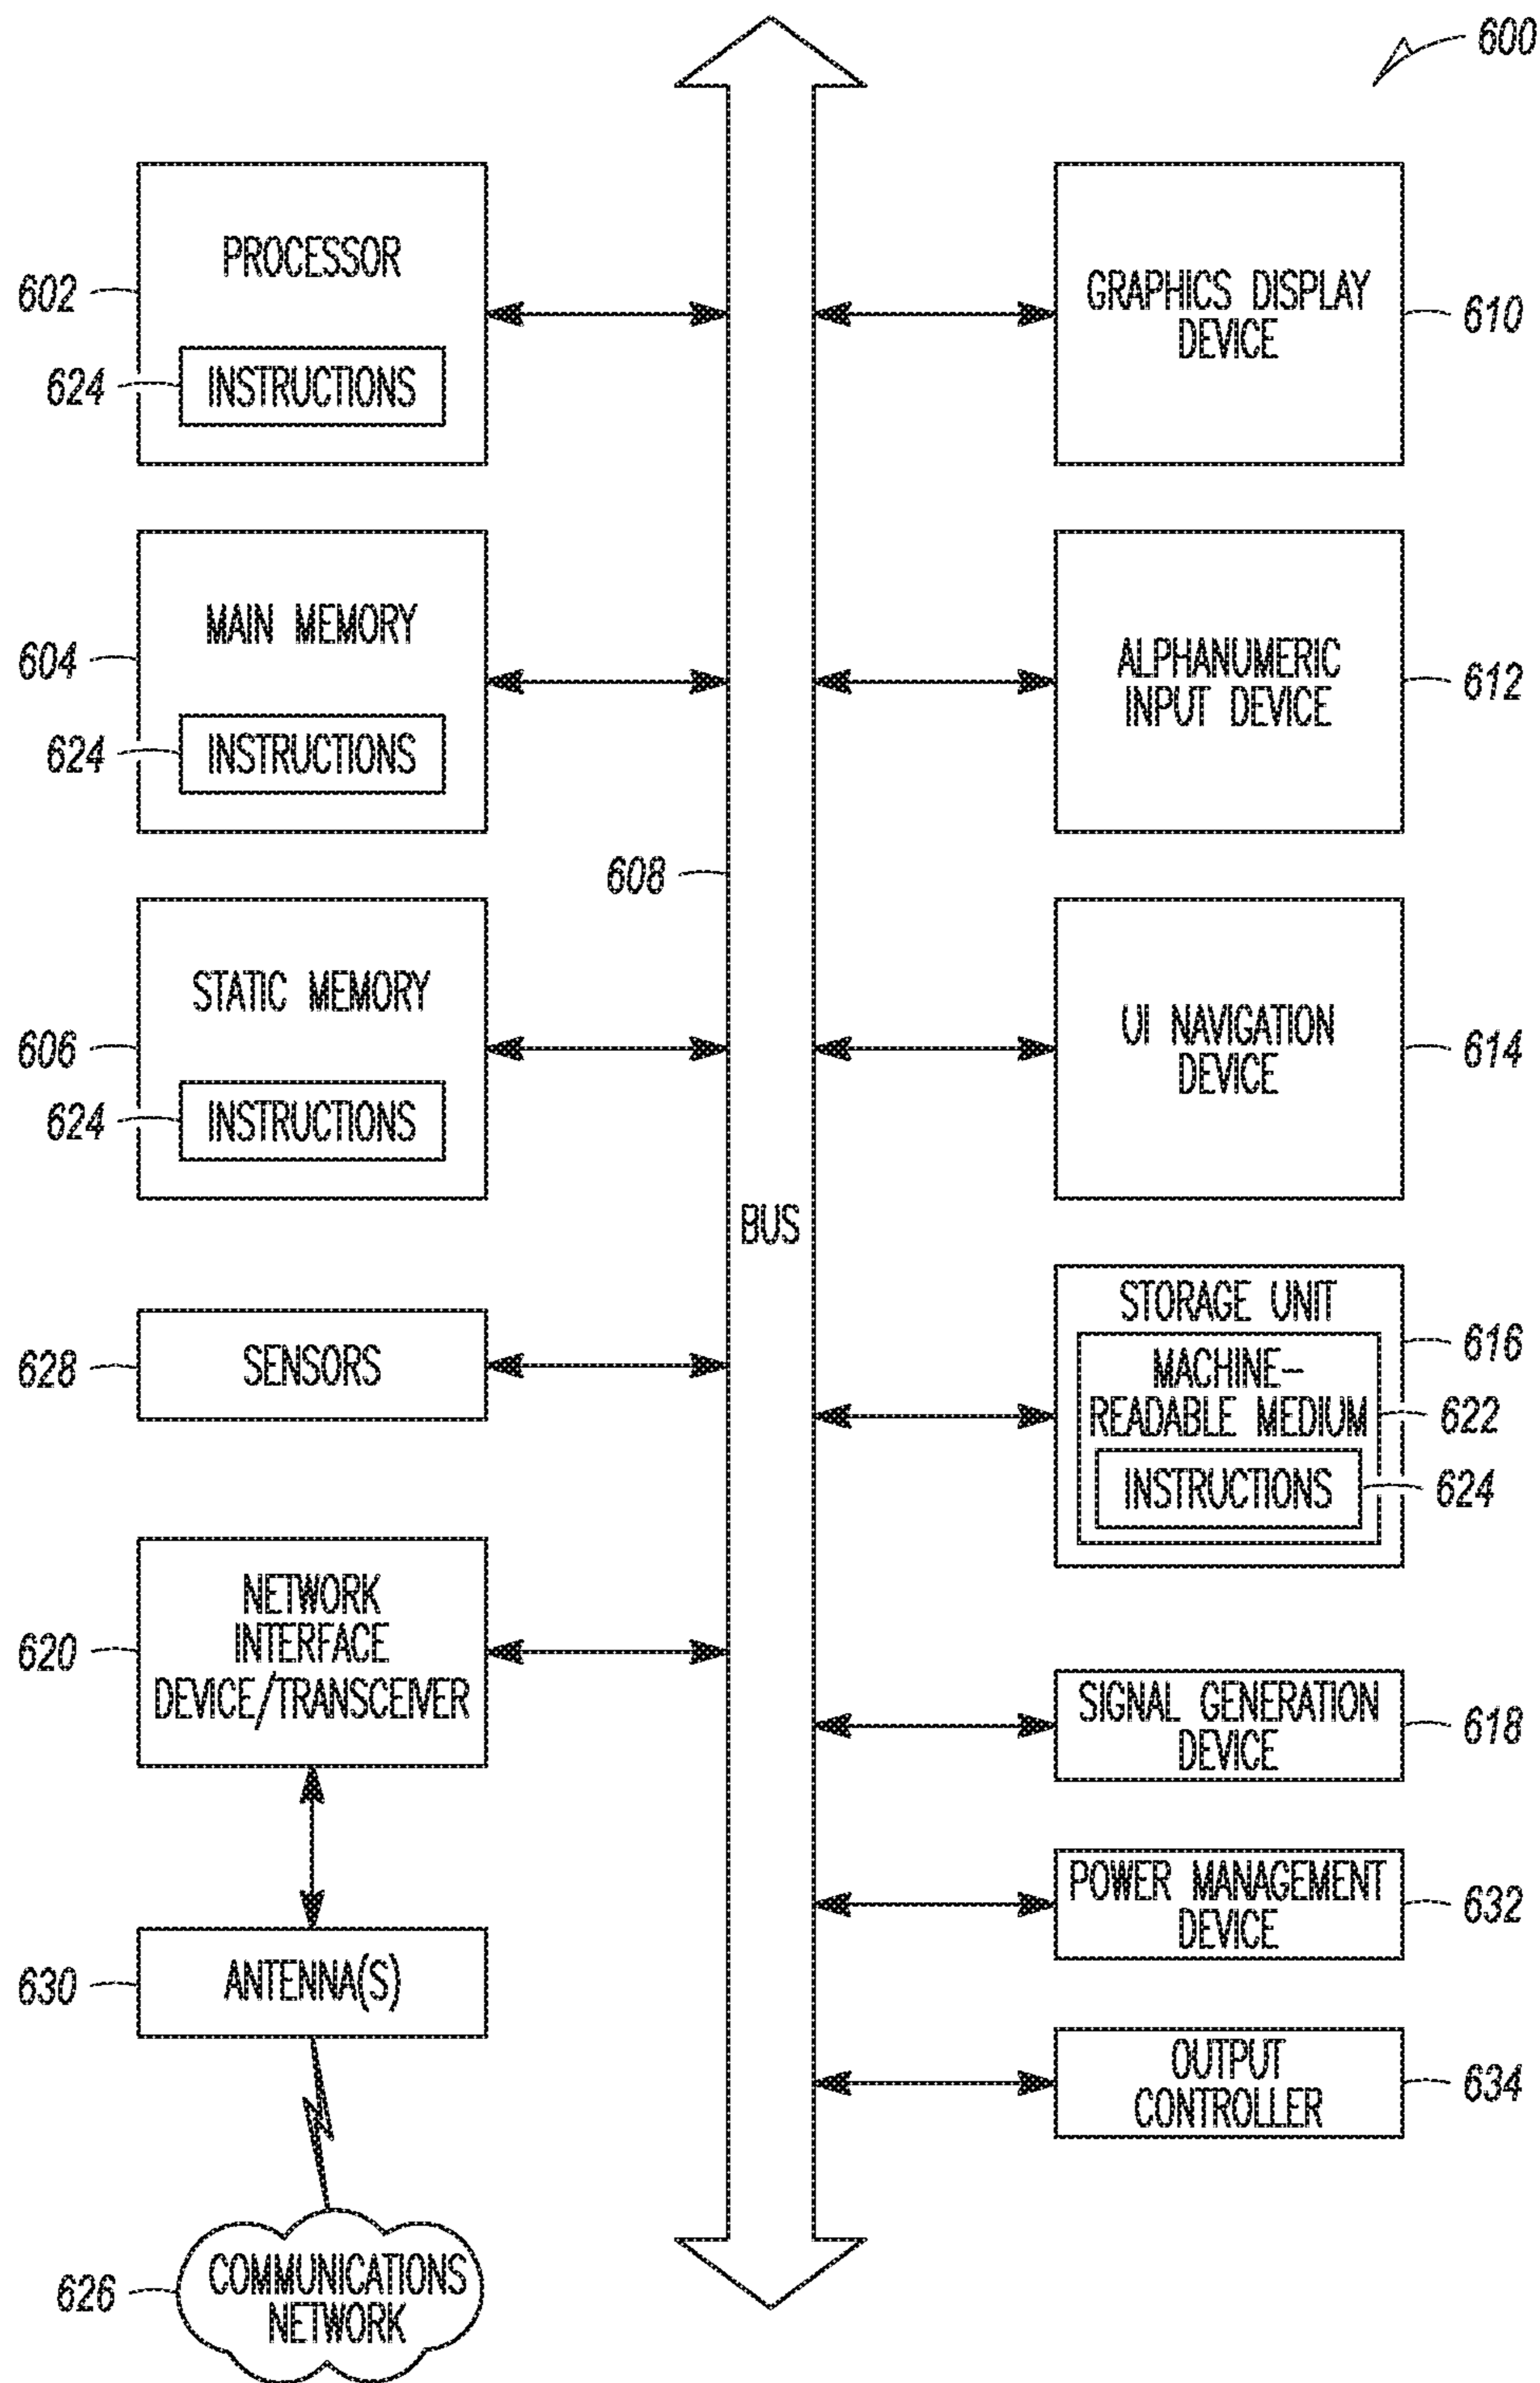 600
PROCESSOR
602
624
INSTRUCTIONS
GRAPHICS DISPLAY
DEVICE
610
MAIN MEMORY
604
624
INSTRUCTIONS
ALPHANUMERIC
INPUT DEVICE
612
608
STATIC MEMORY
606
624
INSTRUCTIONS
UI NAVIGATION
DEVICE
614
BUS
628
SENSORS
STORAGE UNIT
616
MACHINE-
READABLE MEDIUM
622
INSTRUCTIONS
624
NETWORK
INTERFACE
DEVICE/TRANSCEIVER
620
SIGNAL GENERATION
DEVICE
618
POWER MANAGEMENT
DEVICE
632
630
ANTENNA(S)
OUTPUT
CONTROLLER
634
626
COMMUNICATIONS
NETWORK